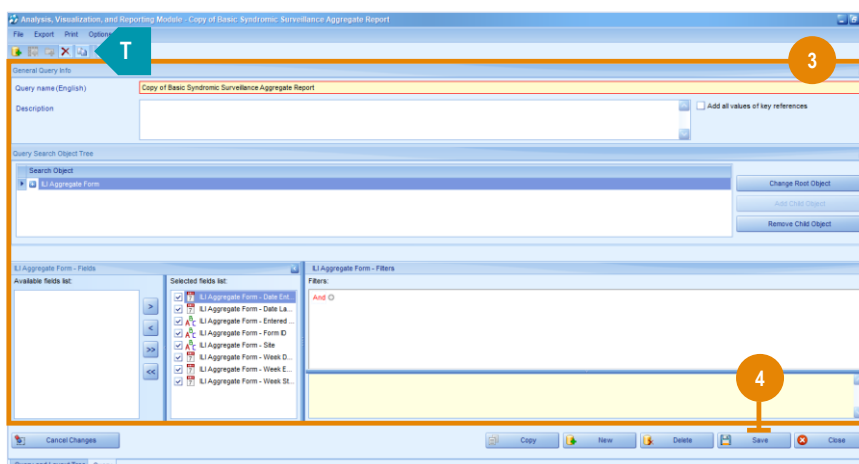 Analysis, Visualization, and Reporting Module - Copy of Basic Syndromic Surveillance Aggregate Report
File Export Print Options
T
3
General Query Info
Query name(English) Copy of Basic Syndromic Surveillance Aggregate Report
Description
Add all values of key references
Query Search Object Tree
Search Object
ILI Aggregate Form
Change Root Object
Add Child Object
Remove Child Object
ILI Aggregate Form - Fields
ILI Aggregate Form - Filters
Available fields list:
Selected fields list:
Filters:
ILI Aggregate Form - Date Ent...
ILI Aggregate Form - Date La...
ILI Aggregate Form - Entered ...
ILI Aggregate Form - Form ID
ILI Aggregate Form - Site
ILI Aggregate Form - Week D...
ILI Aggregate Form - Week E...
ILI Aggregate Form - Week St...
And
>
<
>>
<<
4
Cancel Changes Copy New Delete Save Close
Query and Layout Tree Query